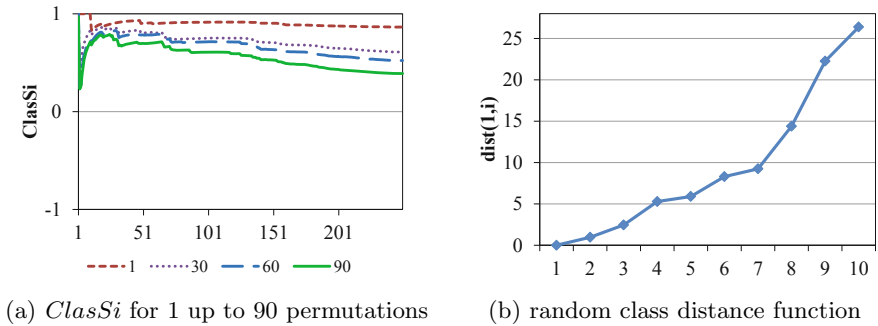 1
0
-1
ClasSi
1 51 101 151 201
1 30 60 90
(a) ClasSi for 1 up to 90 permutations
25
20
15
10
5
0
dist(1,i)
1 2 3 4 5 6 7 8 9 10
(b) random class distance function